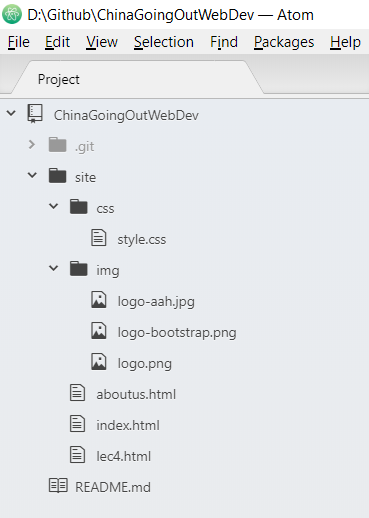 D:\Github\ChinaGoingOutWebDev — Atom
File Edit View Selection Find Packages Help
Project
ChinaGoingOutWebDev
.git
site
css
style.css
img
logo-aah.jpg
logo-bootstrap.png
logo.png
aboutus.html
index.html
lec4.html
README.md